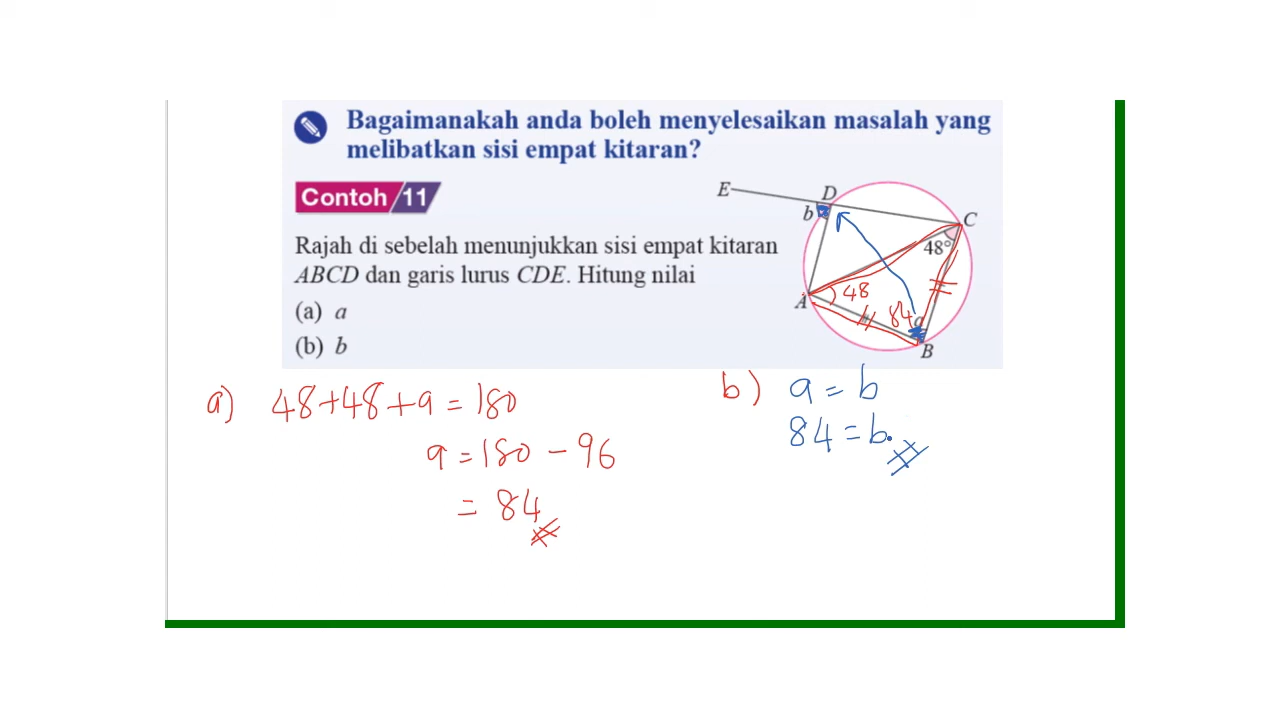 Bagaimanakah anda boleh menyelesaikan masalah yang
melibatkan sisi empat kitaran?
Contoh 11
Rajah di sebelah menunjukkan sisi empat kitaran
ABCD dan garis lurus CDE. Hitung nilai
(a) a
(b) b
E
D
b
C
48°
A
48
84
a
B
a) 48+48+a=180
a=180-96
=84
b) a=b
84=b.